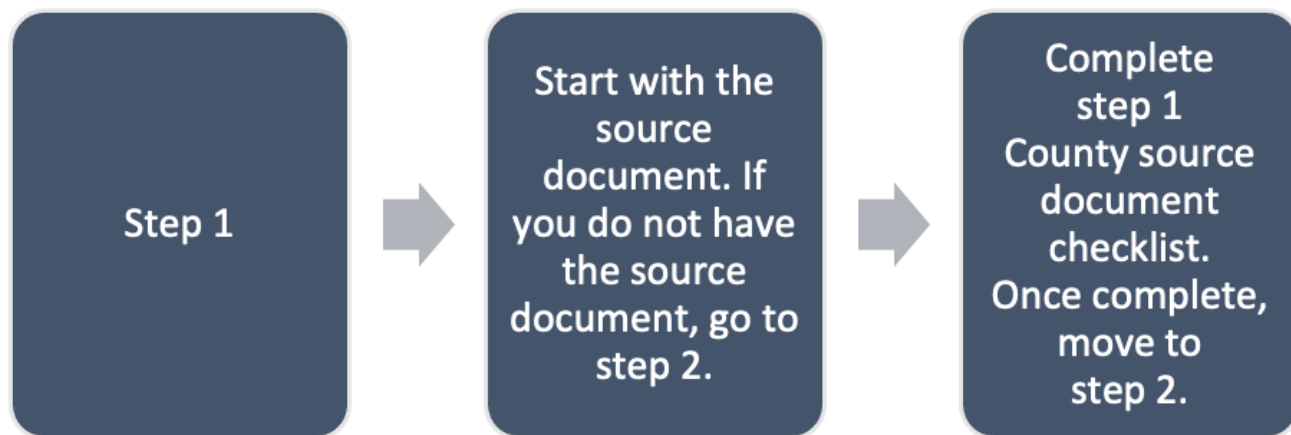 Step 1
Start with the
source
document. If
you do not have
the source
document, go to
step 2.
Complete
step 1
County source
document
checklist.
Once complete,
move to
step 2.